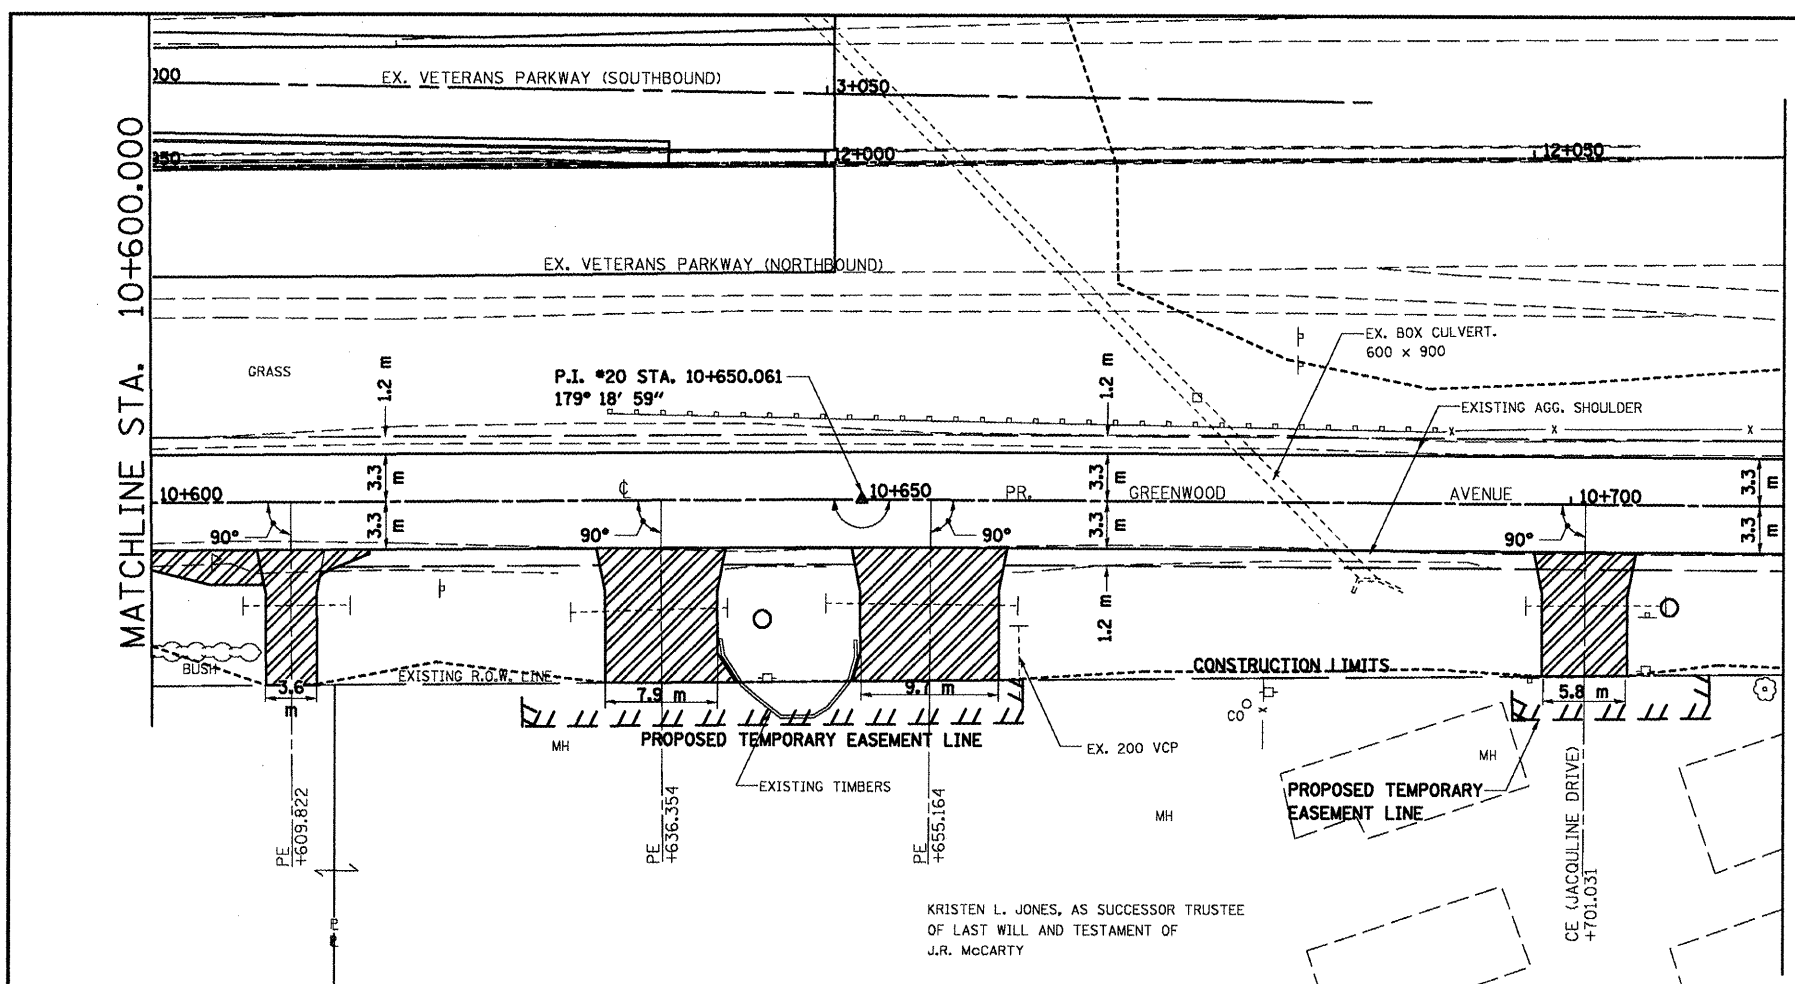 MATCHLINE STA. 10+600.000
EX. VETERANS PARKWAY (SOUTHBOUND)
3+050
12+000
12+050
EX. VETERANS PARKWAY (NORTHBOUND)
EX. BOX CULVERT.
600 x 900
GRASS
1.2 m
P.I. #20 STA. 10+650.061
179° 18' 59"
1.2 m
EXISTING AGG. SHOULDER
x x x
3.3 m
3.3 m
3.3 m
10+600
℄
10+650
PR. GREENWOOD AVENUE
10+700
3.3 m
3.3 m
3.3 m
90°
90°
90°
90°
1.2 m
BUSH
EXISTING R.O.W. LINE
CONSTRUCTION LIMITS
3.6 m
7.9 m
9.7 m
5.8 m
CO
x
MH
PROPOSED TEMPORARY EASEMENT LINE
EX. 200 VCP
MH
EXISTING TIMBERS
PROPOSED TEMPORARY
EASEMENT LINE
MH
PE
+609.822
PE
+636.354
PE
+655.164
CE (JACQULINE DRIVE)
+701.031
KRISTEN L. JONES, AS SUCCESSOR TRUSTEE
OF LAST WILL AND TESTAMENT OF
J.R. McCARTY